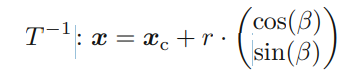 T⁻¹: x = x_c + r · (cos(β) sin(β))